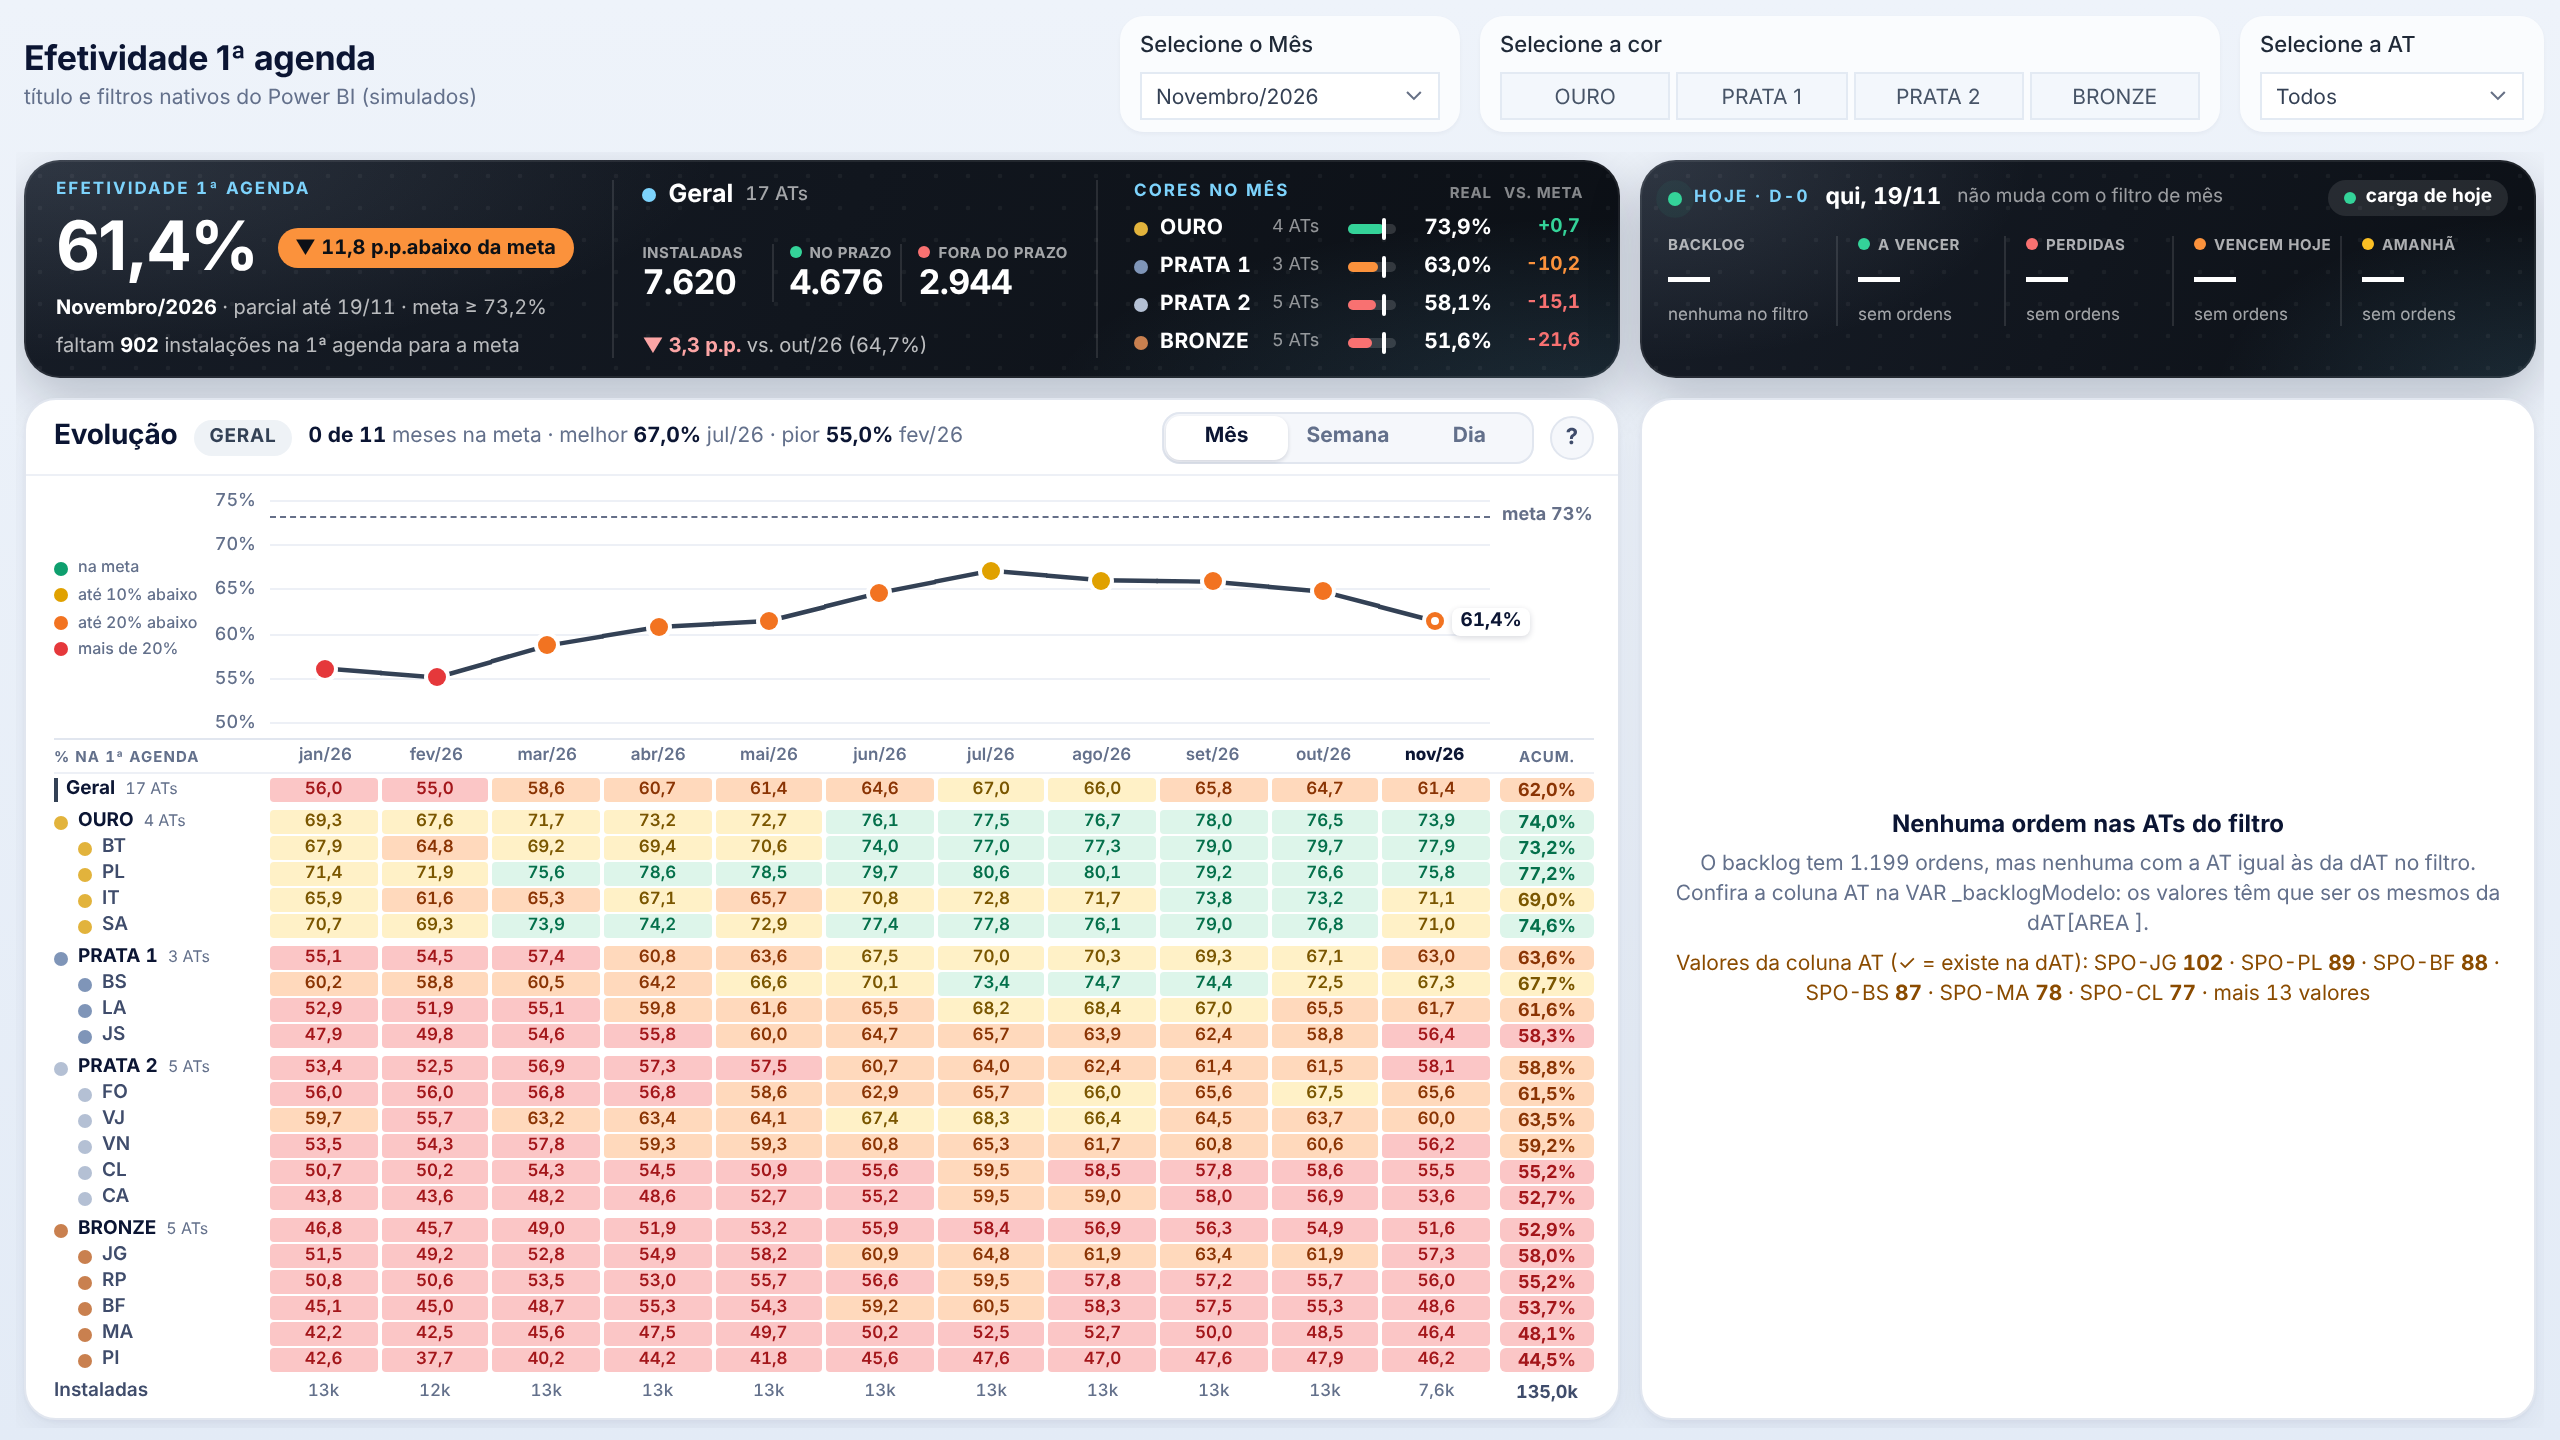 Efetividade 1ª agenda
título e filtros nativos do Power BI (simulados)
Selecione o Mês
Novembro/2026
Selecione a cor
OURO PRATA 1 PRATA 2 BRONZE
Selecione a AT
Todos
EFETIVIDADE 1ª AGENDA
61,4% ▼ 11,8 p.p.abaixo da meta
Novembro/2026 · parcial até 19/11 · meta ≥ 73,2%
faltam 902 instalações na 1ª agenda para a meta
Geral 17 ATs
INSTALADAS NO PRAZO FORA DO PRAZO
7.620 4.676 2.944
▼ 3,3 p.p. vs. out/26 (64,7%)
CORES NO MÊS REAL VS. META
OURO 4 ATs 73,9% +0,7
PRATA 1 3 ATs 63,0% -10,2
PRATA 2 5 ATs 58,1% -15,1
BRONZE 5 ATs 51,6% -21,6
HOJE · D-0 qui, 19/11 não muda com o filtro de mês carga de hoje
BACKLOG A VENCER PERDIDAS VENCEM HOJE AMANHÃ
— — — — —
nenhuma no filtro sem ordens sem ordens sem ordens sem ordens
Evolução GERAL 0 de 11 meses na meta · melhor 67,0% jul/26 · pior 55,0% fev/26
Mês Semana Dia ?
75%
meta 73%
70%
na meta
até 10% abaixo 65%
até 20% abaixo 60%
mais de 20%
61,4%
55%
50%
% NA 1ª AGENDA jan/26 fev/26 mar/26 abr/26 mai/26 jun/26 jul/26 ago/26 set/26 out/26 nov/26 ACUM.
Geral 17 ATs 56,0 55,0 58,6 60,7 61,4 64,6 67,0 66,0 65,8 64,7 61,4 62,0%
OURO 4 ATs 69,3 67,6 71,7 73,2 72,7 76,1 77,5 76,7 78,0 76,5 73,9 74,0%
BT 67,9 64,8 69,2 69,4 70,6 74,0 77,0 77,3 79,0 79,7 77,9 73,2%
PL 71,4 71,9 75,6 78,6 78,5 79,7 80,6 80,1 79,2 76,6 75,8 77,2%
IT 65,9 61,6 65,3 67,1 65,7 70,8 72,8 71,7 73,8 73,2 71,1 69,0%
SA 70,7 69,3 73,9 74,2 72,9 77,4 77,8 76,1 79,0 76,8 71,0 74,6%
PRATA 1 3 ATs 55,1 54,5 57,4 60,8 63,6 67,5 70,0 70,3 69,3 67,1 63,0 63,6%
BS 60,2 58,8 60,5 64,2 66,6 70,1 73,4 74,7 74,4 72,5 67,3 67,7%
LA 52,9 51,9 55,1 59,8 61,6 65,5 68,2 68,4 67,0 65,5 61,7 61,6%
JS 47,9 49,8 54,6 55,8 60,0 64,7 65,7 63,9 62,4 58,8 56,4 58,3%
PRATA 2 5 ATs 53,4 52,5 56,9 57,3 57,5 60,7 64,0 62,4 61,4 61,5 58,1 58,8%
FO 56,0 56,0 56,8 56,8 58,6 62,9 65,7 66,0 65,6 67,5 65,6 61,5%
VJ 59,7 55,7 63,2 63,4 64,1 67,4 68,3 66,4 64,5 63,7 60,0 63,5%
VN 53,5 54,3 57,8 59,3 59,3 60,8 65,3 61,7 60,8 60,6 56,2 59,2%
CL 50,7 50,2 54,3 54,5 50,9 55,6 59,5 58,5 57,8 58,6 55,5 55,2%
CA 43,8 43,6 48,2 48,6 52,7 55,2 59,5 59,0 58,0 56,9 53,6 52,7%
BRONZE 5 ATs 46,8 45,7 49,0 51,9 53,2 55,9 58,4 56,9 56,3 54,9 51,6 52,9%
JG 51,5 49,2 52,8 54,9 58,2 60,9 64,8 61,9 63,4 61,9 57,3 58,0%
RP 50,8 50,6 53,5 53,0 55,7 56,6 59,5 57,8 57,2 55,7 56,0 55,2%
BF 45,1 45,0 48,7 55,3 54,3 59,2 60,5 58,3 57,5 55,3 48,6 53,7%
MA 42,2 42,5 45,6 47,5 49,7 50,2 52,5 52,7 50,0 48,5 46,4 48,1%
PI 42,6 37,7 40,2 44,2 41,8 45,6 47,6 47,0 47,6 47,9 46,2 44,5%
Instaladas 13k 12k 13k 13k 13k 13k 13k 13k 13k 13k 7,6k 135,0k
Nenhuma ordem nas ATs do filtro
O backlog tem 1.199 ordens, mas nenhuma com a AT igual às da dAT no filtro.
Confira a coluna AT na VAR _backlogModelo: os valores têm que ser os mesmos da
dAT[AREA ].
Valores da coluna AT (✓ = existe na dAT): SPO-JG 102 · SPO-PL 89 · SPO-BF 88 ·
SPO-BS 87 · SPO-MA 78 · SPO-CL 77 · mais 13 valores